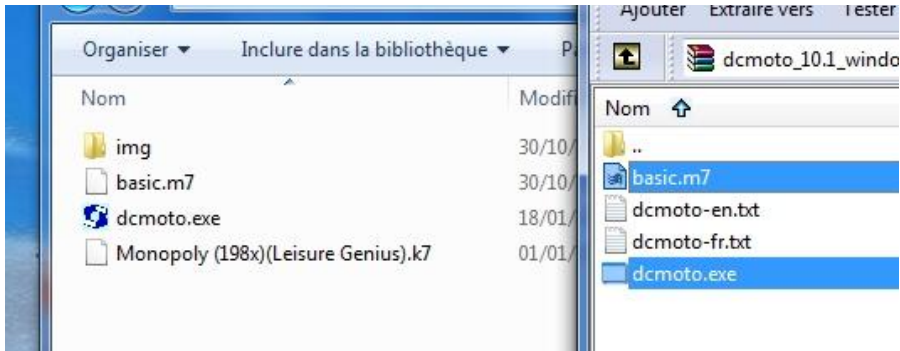 Organiser Inclure dans la bibliothèque
Nom Modifi
img 30/10/
basic.m7 30/10/
dcmoto.exe 18/01/
Monopoly (198x)(Leisure Genius).k7 01/01/
Ajouter Extraire vers Tester
dcmoto_10.1_windo
Nom
..
basic.m7
dcmoto-en.txt
dcmoto-fr.txt
dcmoto.exe